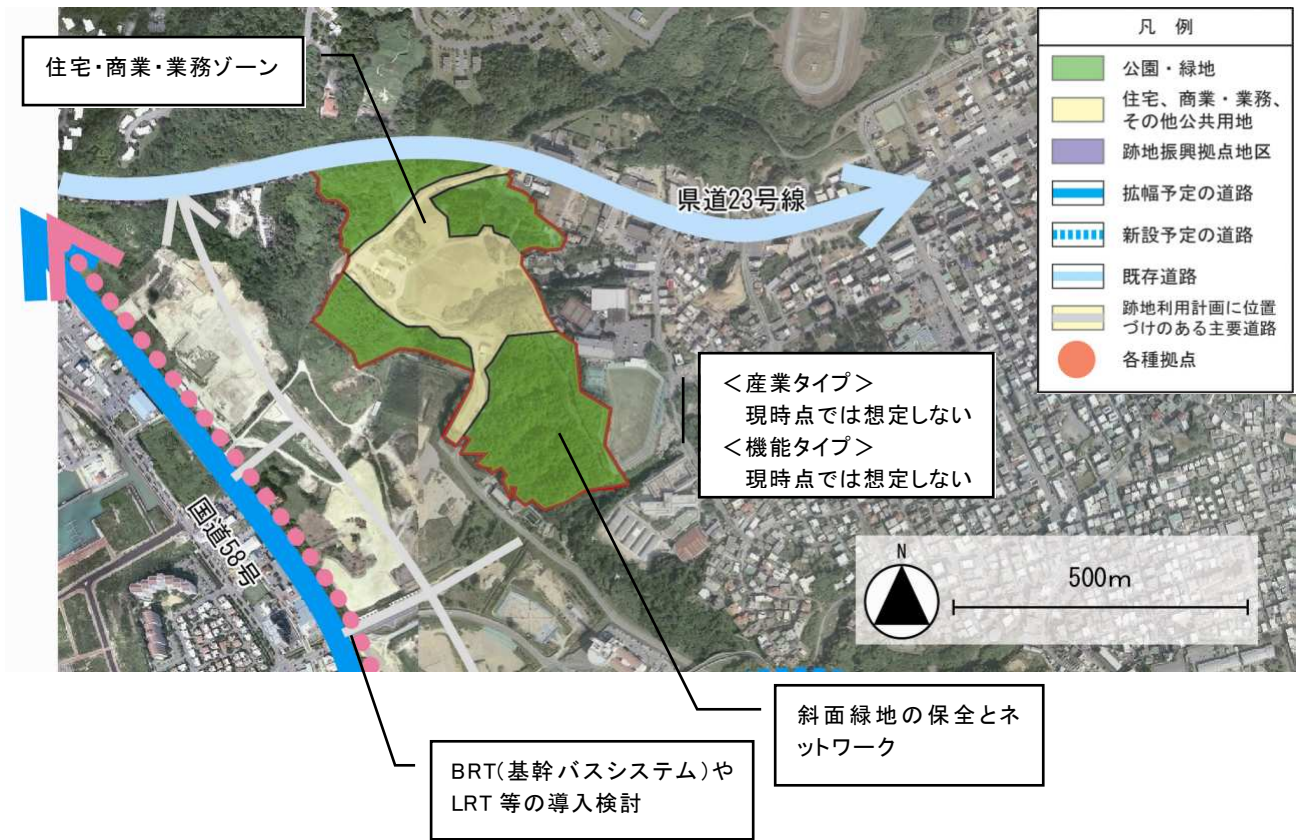 住宅・商業・業務ゾーン
凡 例
公園・緑地
住宅、商業・業務、
その他公共用地
跡地振興拠点地区
拡幅予定の道路
新設予定の道路
既存道路
跡地利用計画に位置
づけのある主要道路
各種拠点
県道23号線
<産業タイプ>
現時点では想定しない
<機能タイプ>
現時点では想定しない
国道58号
N
500m
斜面緑地の保全とネ
ットワーク
BRT(基幹バスシステム)や
LRT 等の導入検討